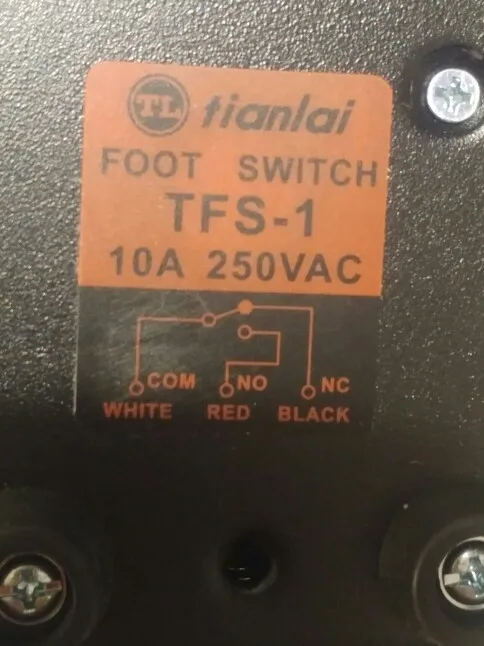 TL tianlai
FOOT SWITCH
TFS-1
10A 250VAC
COM NO NC
WHITE RED BLACK